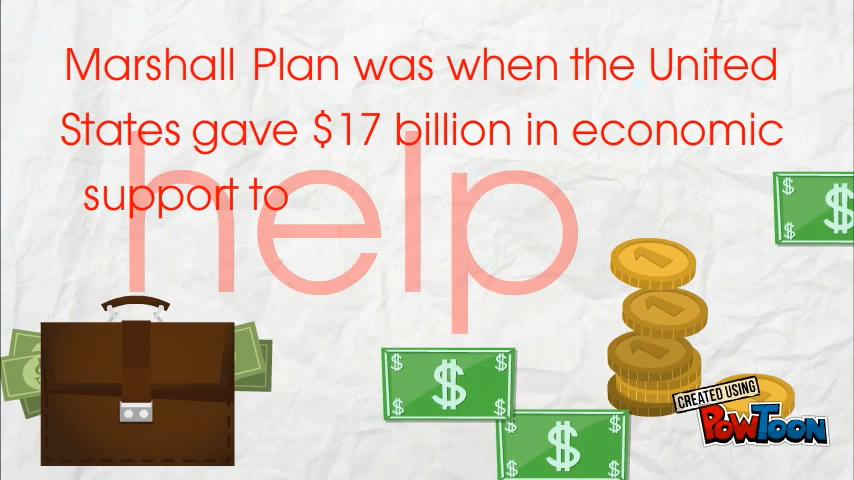 Marshall Plan was when the United
States gave $17 billion in economic
support to
help
$ $
$
$ $ $
$ $
$ $
$
$ $
CREATED USING
POWTOON